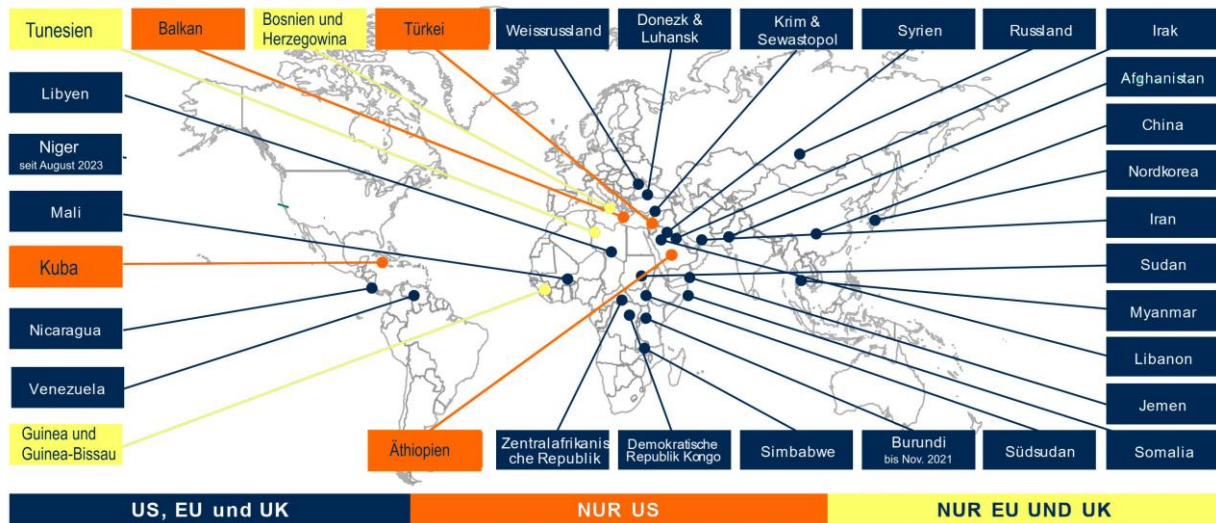 Tunesien
Balkan
Bosnien und
Herzegowina
Türkei
Weissrussland
Donezk &
Luhansk
Krim &
Sewastopol
Syrien
Russland
Irak
Libyen
Afghanistan
Niger
seit August 2023
China
Mali
Nordkorea
Kuba
Iran
Nicaragua
Sudan
Venezuela
Myanmar
Guinea und
Guinea-Bissau
Libanon
Jemen
Äthiopien
Zentralafrikanis
che Republik
Demokratische
Republik Kongo
Simbabwe
Burundi
bis Nov. 2021
Südsudan
Somalia
US, EU und UK
NUR US
NUR EU UND UK